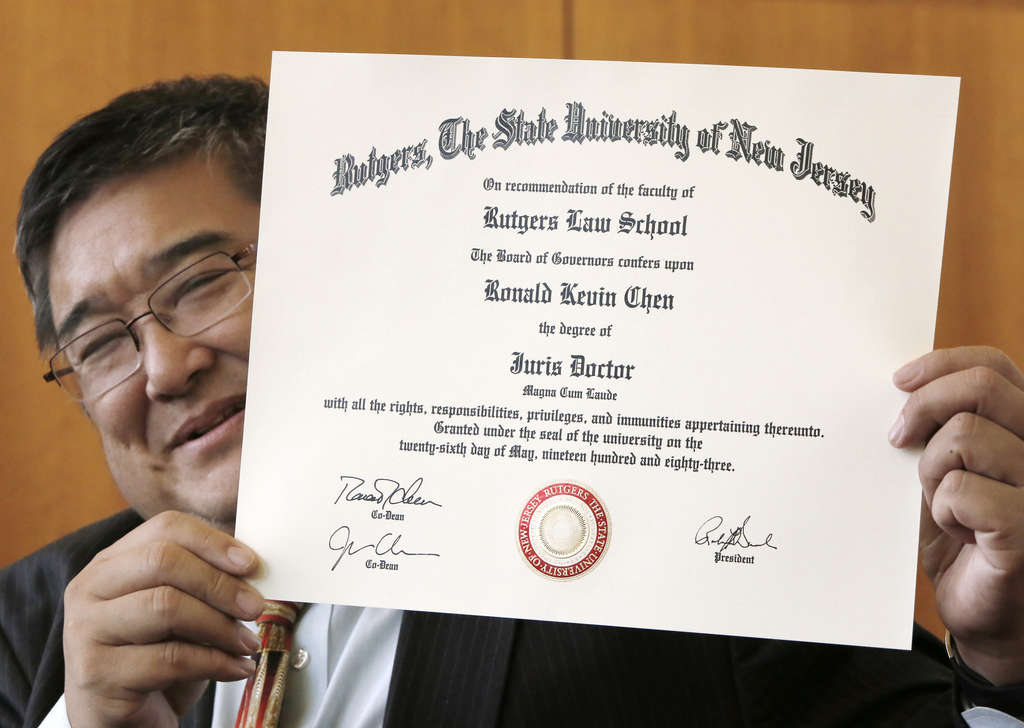 Rutgers, The State University of New Jersey
On recommendation of the faculty of
Rutgers Law School
The Board of Governors confers upon
Ronald Kevin Chen
the degree of
Juris Doctor
Magna Cum Laude
with all the rights, responsibilities, privileges, and immunities appertaining thereunto.
Granted under the seal of the university on the
twenty-sixth day of May, nineteen hundred and eighty-three.
Co-Dean
Co-Dean
RUTGERS·THE STATE UNIVERSITY OF NEW JERSEY·
President